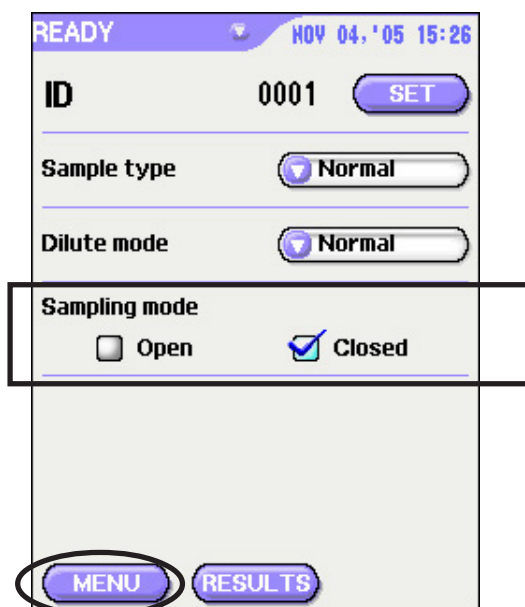 READY NOV 04,'05 15:26
ID 0001 SET
Sample type Normal
Dilute mode Normal
Sampling mode
Open Closed
MENU RESULTS